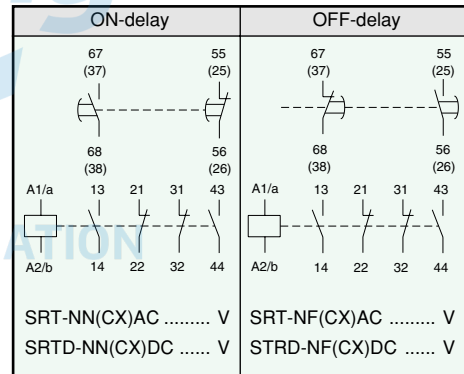 ON-delay OFF-delay
67 55 67 55
(37) (25) (37) (25)
68 56 68 56
(38) (26) (38) (26)
A1/a 13 21 31 43 A1/a 13 21 31 43
A2/b 14 22 32 44 A2/b 14 22 32 44
SRT-NN(CX)AC ......... V SRT-NF(CX)AC ......... V
SRTD-NN(CX)DC ...... V STRD-NF(CX)DC ...... V
ATION